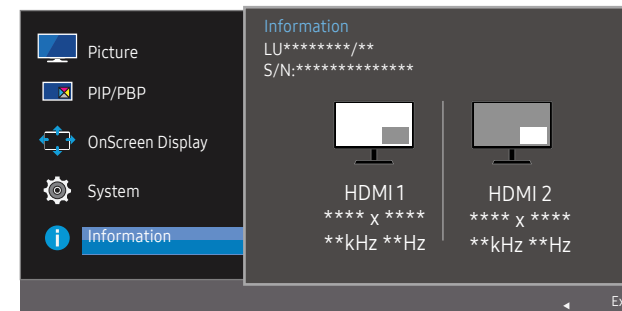 Picture
PIP/PBP
OnScreen Display
System
Information
Information
LU********/**
S/N:**************
HDMI 1
**** x ****
**kHz **Hz
HDMI 2
**** x ****
**kHz **Hz